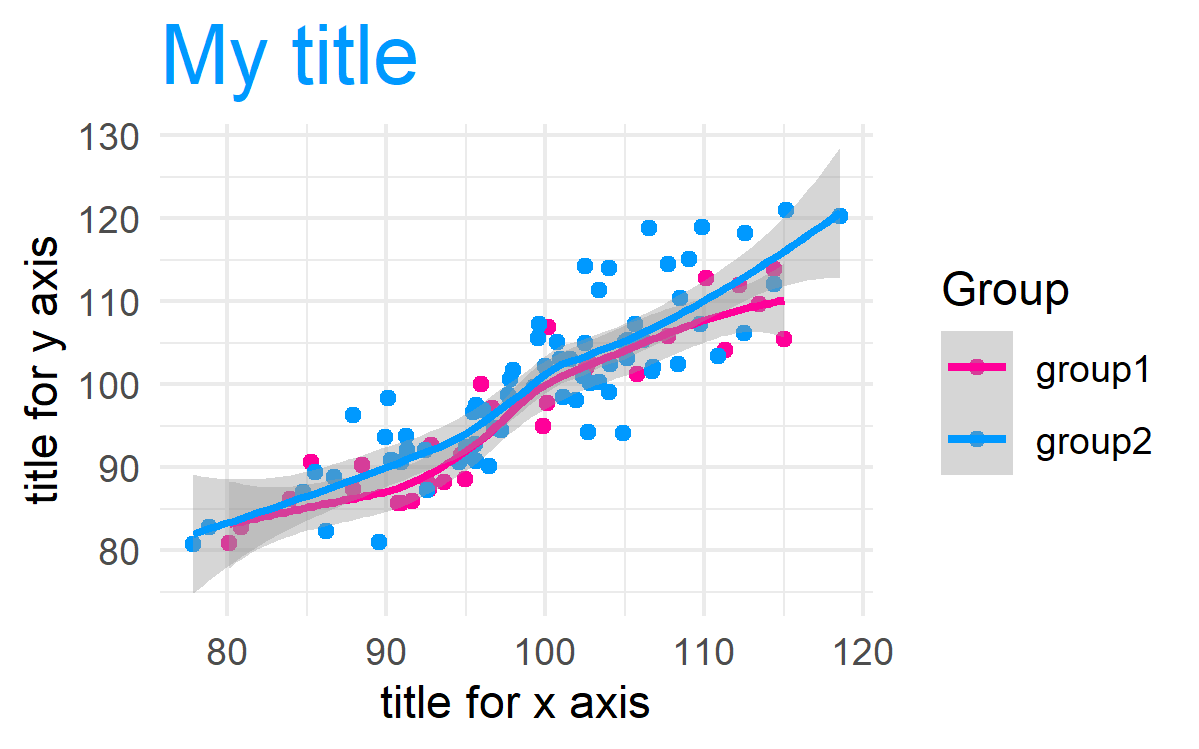 My title
130
120
110
100
90
80
title for y axis
80 90 100 110 120
title for x axis
Group
group1
group2